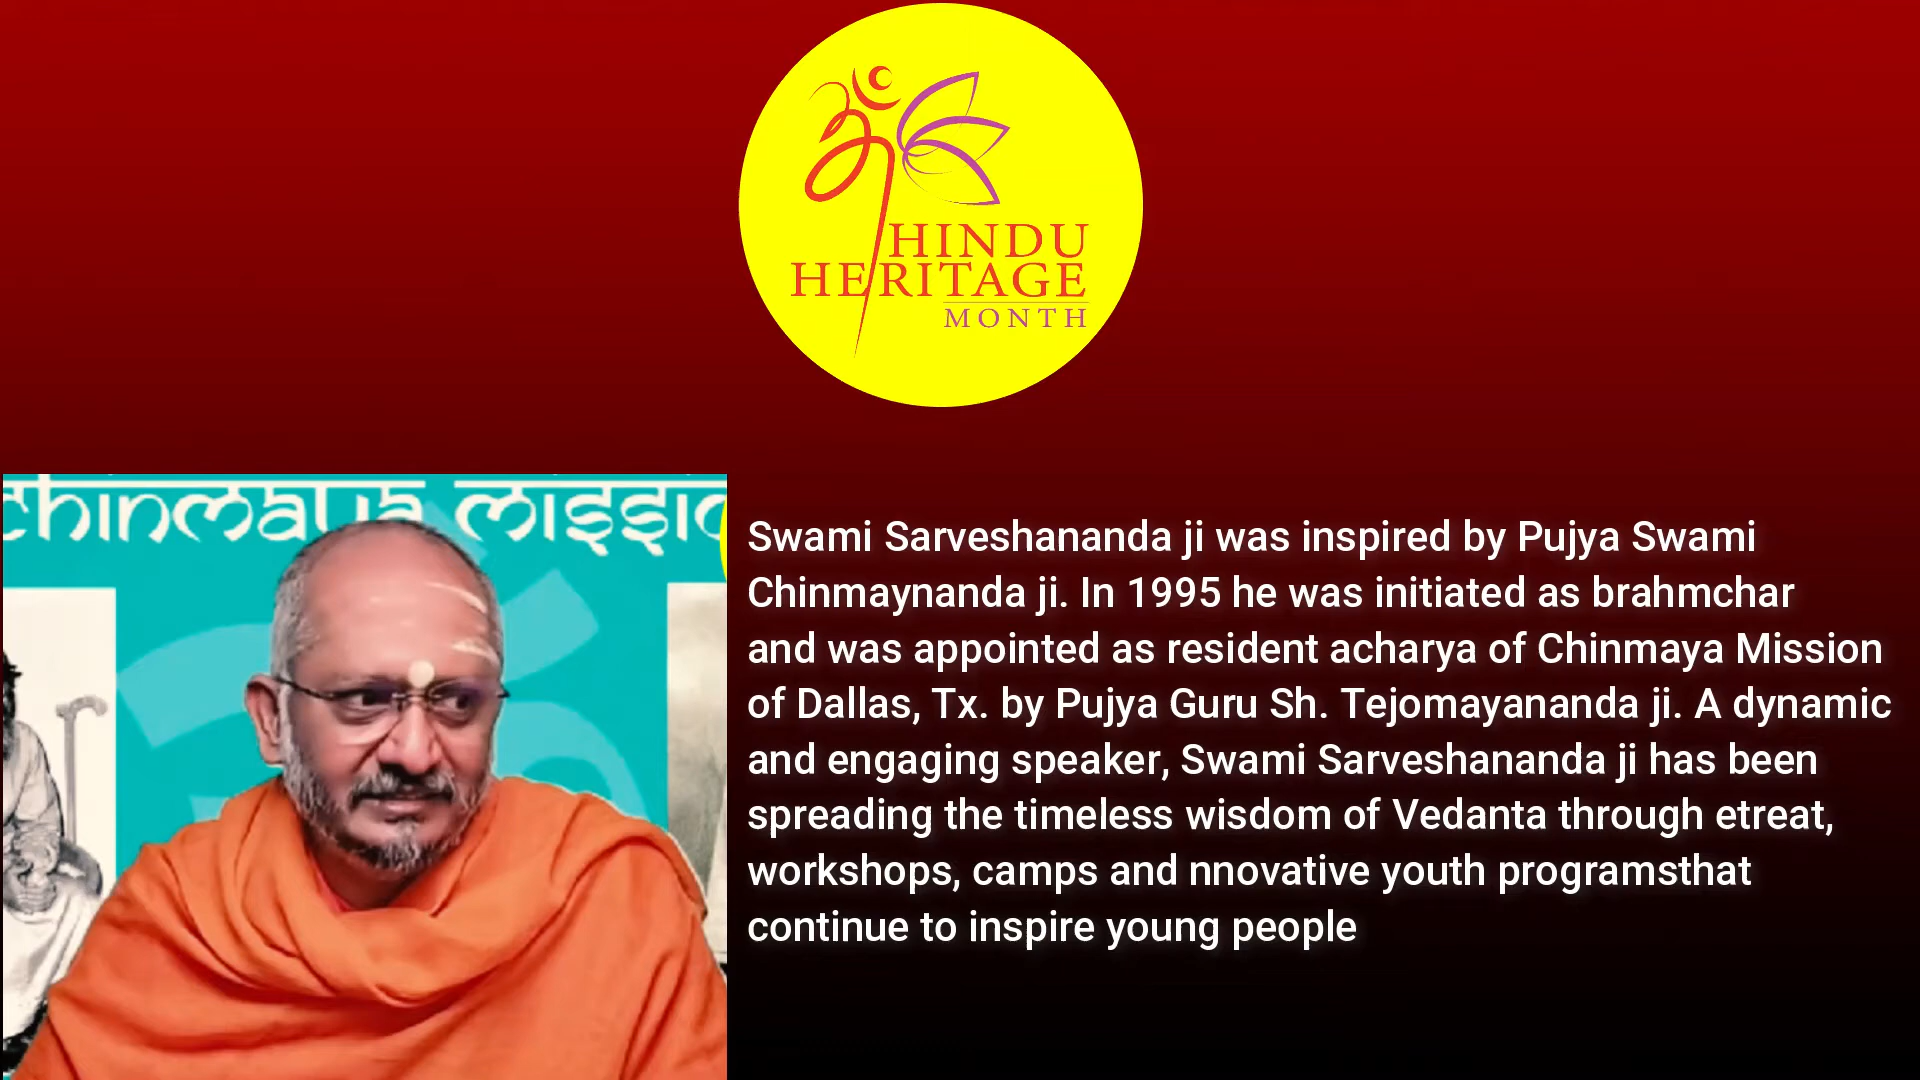 HINDU
HERITAGE
MONTH
chinmaya missio
Swami Sarveshananda ji was inspired by Pujya Swami
Chinmaynanda ji. In 1995 he was initiated as brahmchar
and was appointed as resident acharya of Chinmaya Mission
of Dallas, Tx. by Pujya Guru Sh. Tejomayananda ji. A dynamic
and engaging speaker, Swami Sarveshananda ji has been
spreading the timeless wisdom of Vedanta through etreat,
workshops, camps and nnovative youth programsthat
continue to inspire young people